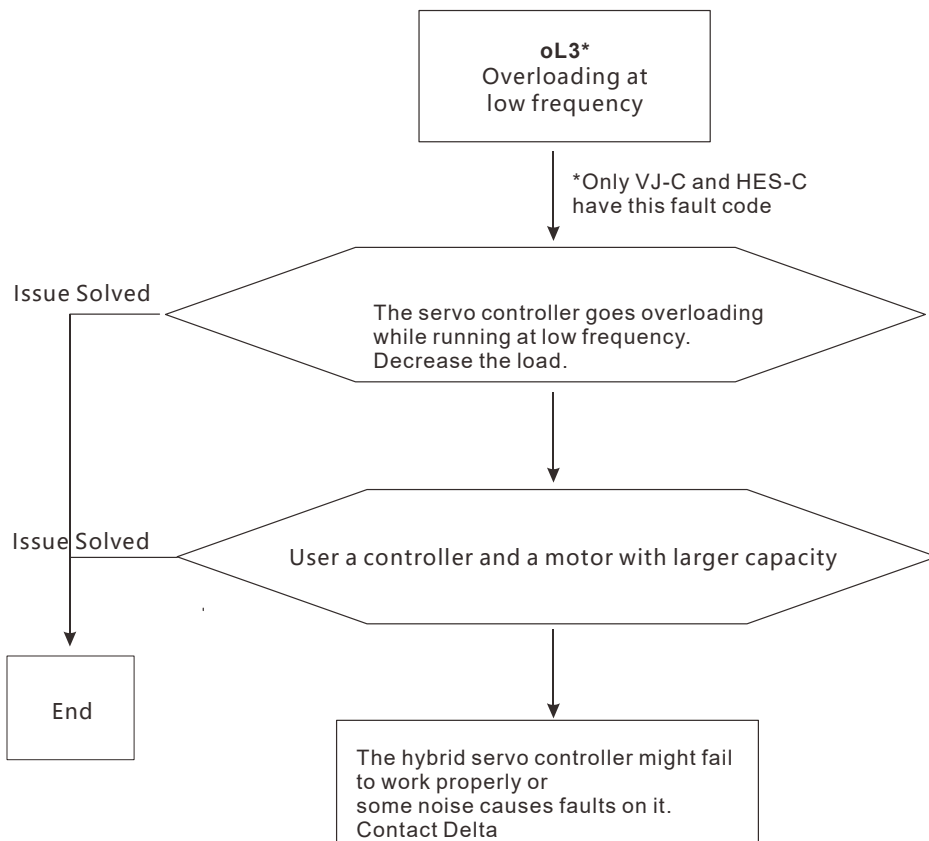 oL3*
Overloading at
low frequency
*Only VJ-C and HES-C
have this fault code
Issue Solved
The servo controller goes overloading
while running at low frequency.
Decrease the load.
Issue Solved
User a controller and a motor with larger capacity
End
The hybrid servo controller might fail
to work properly or
some noise causes faults on it.
Contact Delta